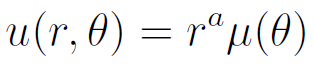 u(r, θ) = r^a μ(θ)